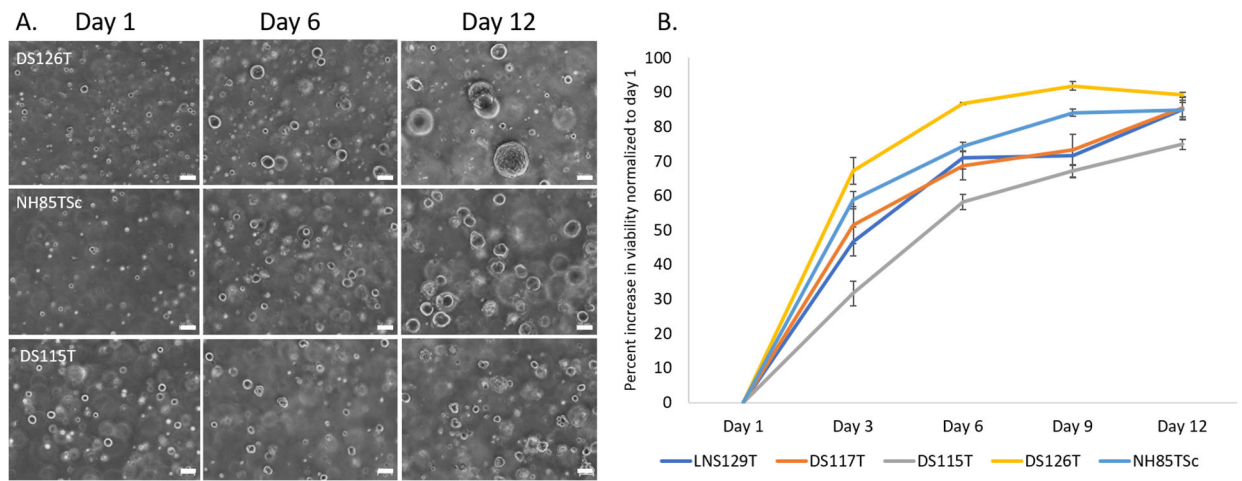 A. Day 1 Day 6 Day 12
DS126T
NH85TSc
DS115T
B.
Percent increase in viability normalized to day 1
100
90
80
70
60
50
40
30
20
10
0
Day 1 Day 3 Day 6 Day 9 Day 12
LNS129T DS117T DS115T DS126T NH85TSc